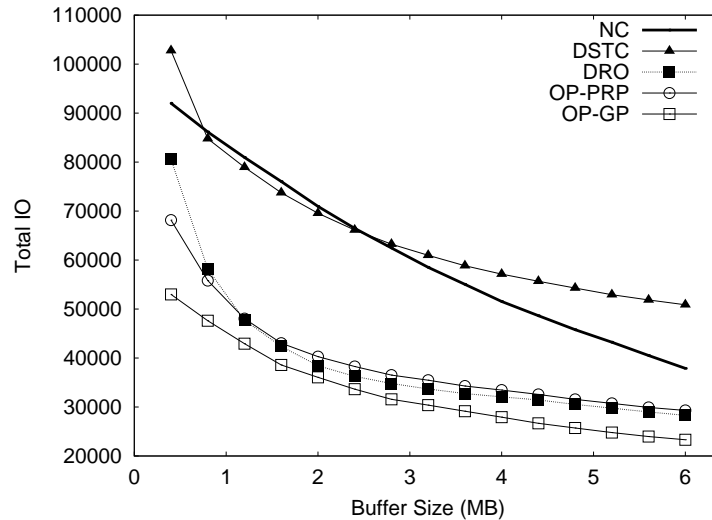 110000
100000
90000
80000
70000
60000
50000
40000
30000
20000
Total IO
NC
DSTC
DRO
OP-PRP
OP-GP
0 1 2 3 4 5 6
Buffer Size (MB)